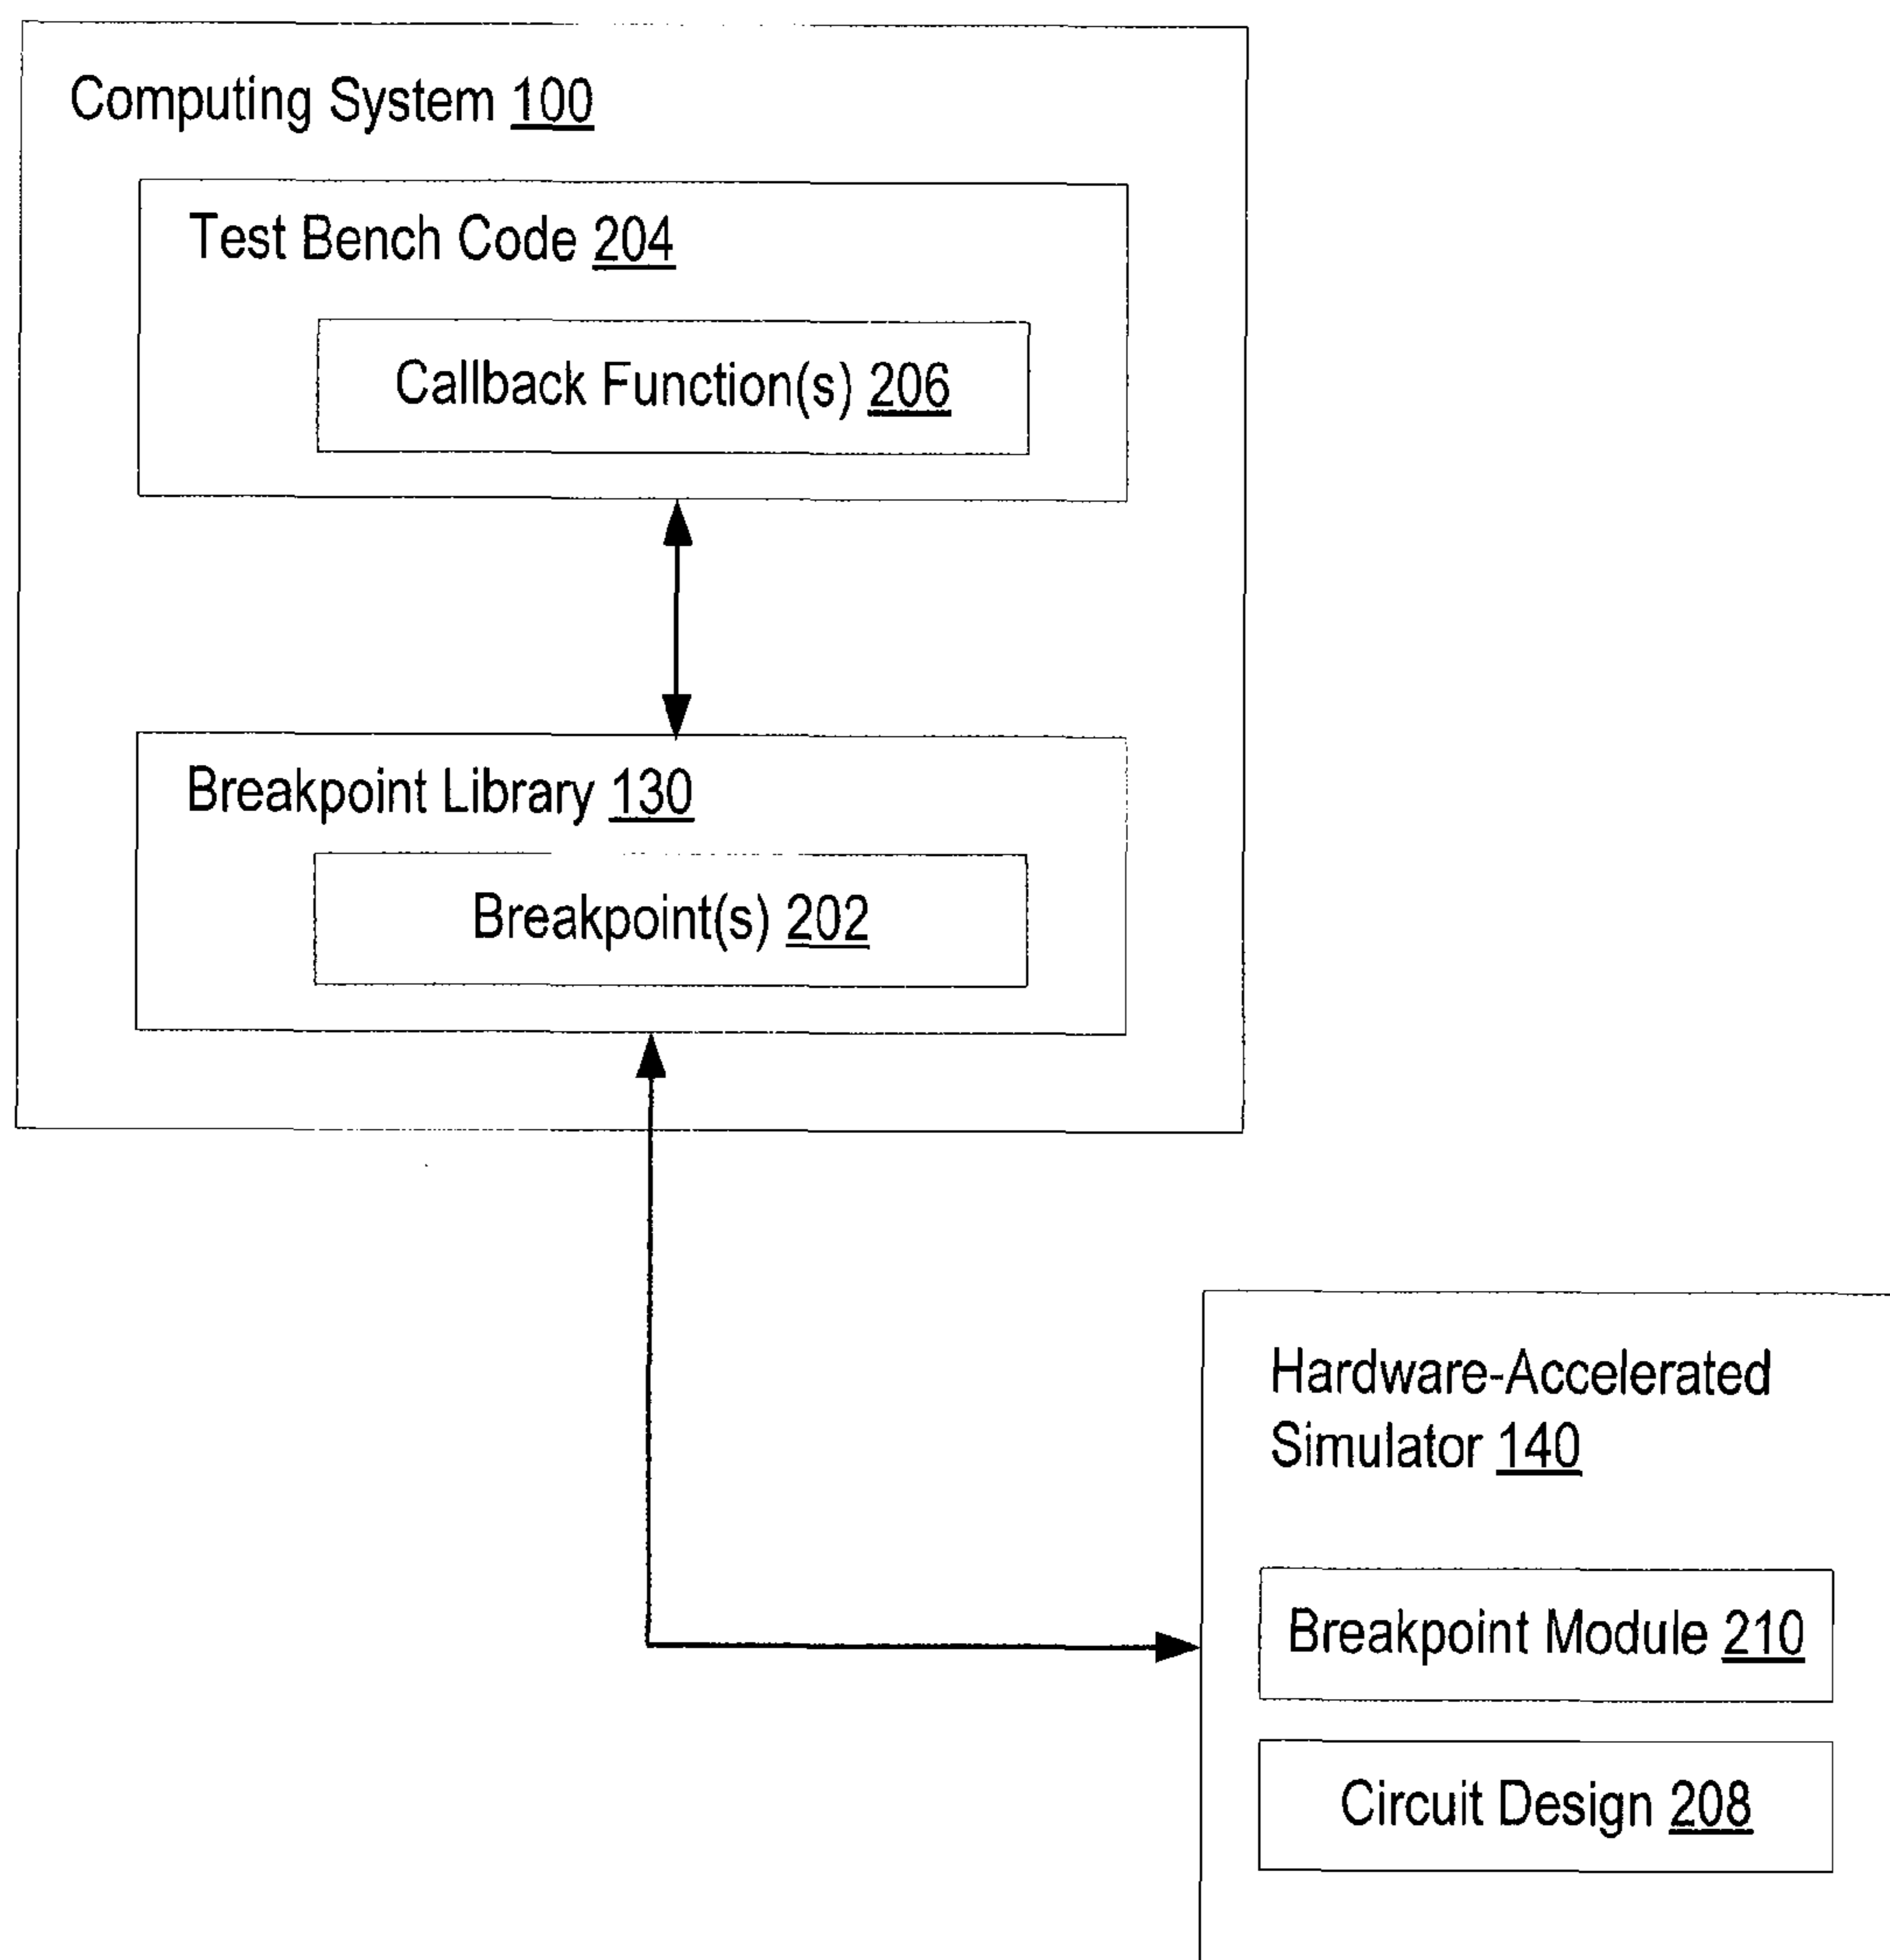 Computing System 100
Test Bench Code 204
Callback Function(s) 206
Breakpoint Library 130
Breakpoint(s) 202
Hardware-Accelerated
Simulator 140
Breakpoint Module 210
Circuit Design 208